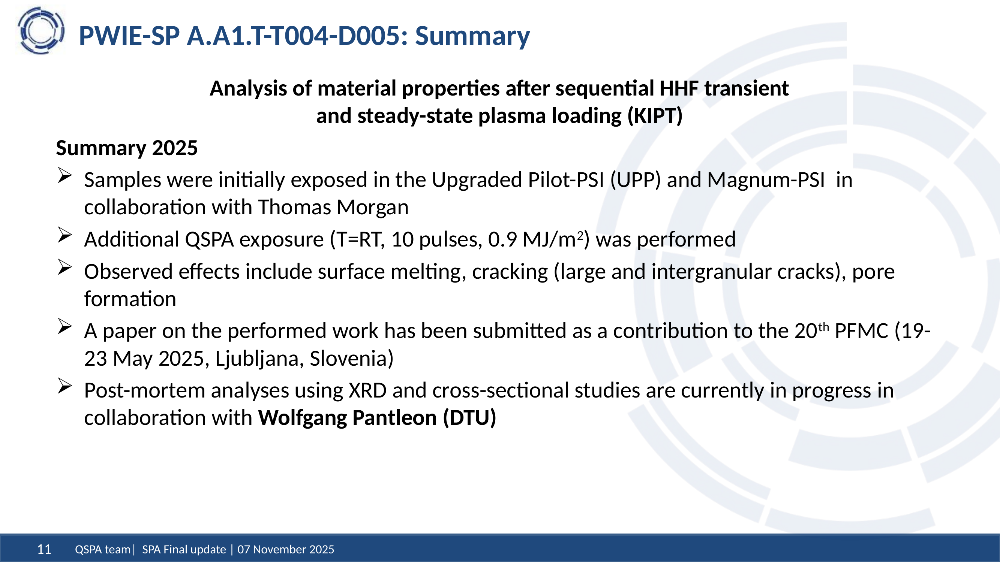 PWIE-SP A.A1.T-T004-D005: Summary
Analysis of material properties after sequential HHF transient
and steady-state plasma loading (KIPT)
Summary 2025
➢ Samples were initially exposed in the Upgraded Pilot-PSI (UPP) and Magnum-PSI  in
collaboration with Thomas Morgan
➢ Additional QSPA exposure (T=RT, 10 pulses, 0.9 MJ/m²) was performed
➢ Observed effects include surface melting, cracking (large and intergranular cracks), pore
formation
➢ A paper on the performed work has been submitted as a contribution to the 20th PFMC (19-
23 May 2025, Ljubljana, Slovenia)
➢ Post-mortem analyses using XRD and cross-sectional studies are currently in progress in
collaboration with Wolfgang Pantleon (DTU)
11 QSPA team| SPA Final update | 07 November 2025